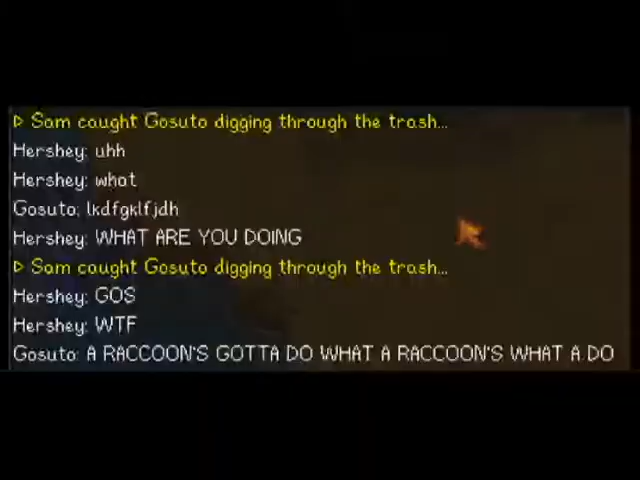 ▷ Sam caught Gosuto digging through the trash...
Hershey: uhh
Hershey: what
Gosuto: lkdfgklfjdh
Hershey: WHAT ARE YOU DOING
▷ Sam caught Gosuto digging through the trash...
Hershey: GOS
Hershey: WTF
Gosuto: A RACCOON'S GOTTA DO WHAT A RACCOON'S WHAT A DO